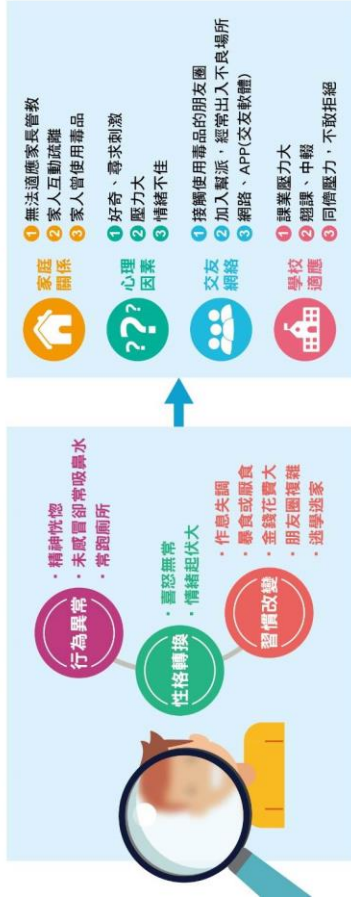 行為異常
・精神恍惚
・未感冒卻常吸鼻水
・常跑廁所
性格轉換
・喜怒無常
・情緒起伏大
習慣改變
・作息失調
・暴食或厭食
・金錢花費大
・朋友圈複雜
・逃學逃家
家庭
關係
1 無法適應家長管教
2 家人互動疏離
3 家人曾使用毒品
???
心理
因素
1 好奇、尋求刺激
2 壓力大
3 情緒不佳
交友
網絡
1 接觸使用毒品的朋友圈
2 加入幫派，經常出入不良場所
3 網路、APP(交友軟體)
學校
適應
1 課業壓力大
2 翹課、中輟
3 同儕壓力，不敢拒絕